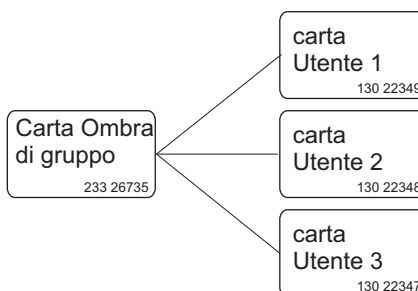 carta
Utente 1
130 22349
Carta Ombra
di gruppo
233 26735
carta
Utente 2
130 22348
carta
Utente 3
130 22347